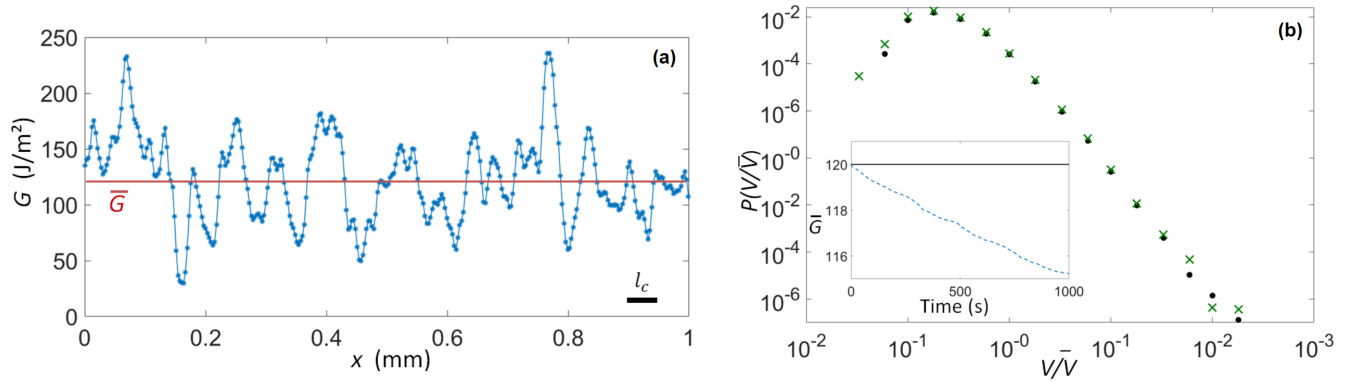 (a)
250
200
150
100
50
0
G (J/m²)
G̅
l_c
0 0.2 0.4 0.6 0.8 1
x (mm)
(b)
10⁻²
10⁻⁴
10⁻⁶
10⁻⁰
10⁻²
10⁻⁴
10⁻⁶
P(V/V̅)
120
118
116
G̅
0 500 1000
Time (s)
10⁻² 10⁻¹ 10⁻⁰ 10⁻¹ 10⁻² 10⁻³
V/V̅